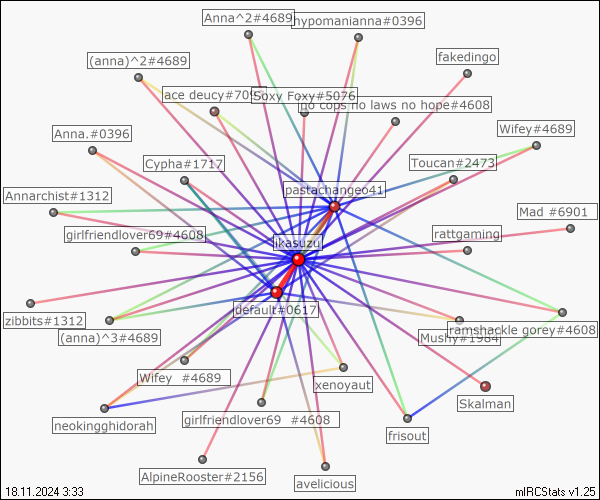 Anna^2#4689
hypomanianna#0396
(anna)^2#4689
fakedingo
ace deucy#709
Soxy Foxy#5076
no cops no laws no hope#4608
Anna.#0396
Wifey#4689
Cypha#1717
Toucan#2473
pastachangeo41
Annarchist#1312
Mad #6901
girlfriendlover69#4608
rattgaming
likasuzu
default#0617
zibbits#1312
(anna)^3#4689
Mushy#1984
ramshackle gorey#4608
Wifey #4689
xenoyaut
Skalman
neokingghidorah
girlfriendlover69 #4608
frisout
AlpineRooster#2156
avelicious
18.11.2024 3:33
mIRCStats v1.25